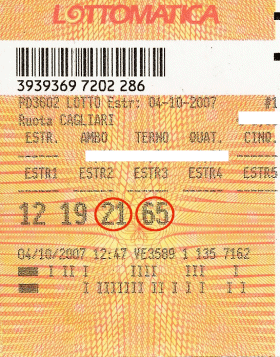 LOTTOMATICA
3939369 7202 286
PD3602 LOTTO Estr: 04-10-2007 #1
Ruota CAGLIARI
ESTR. AMBO TERNO QUAT. CINQ.
ESTR1 ESTR2 ESTR3 ESTR4 ESTR5
12 19 21 65
04/10/2007 12:47 VE3589 1 135 7162